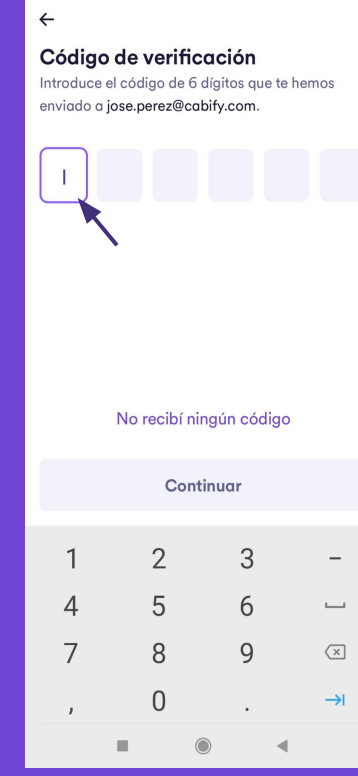 Código de verificación
Introduce el código de 6 dígitos que te hemos
enviado a jose.perez@cabify.com.
No recibí ningún código
Continuar
1 2 3 -
4 5 6
7 8 9
, 0 .